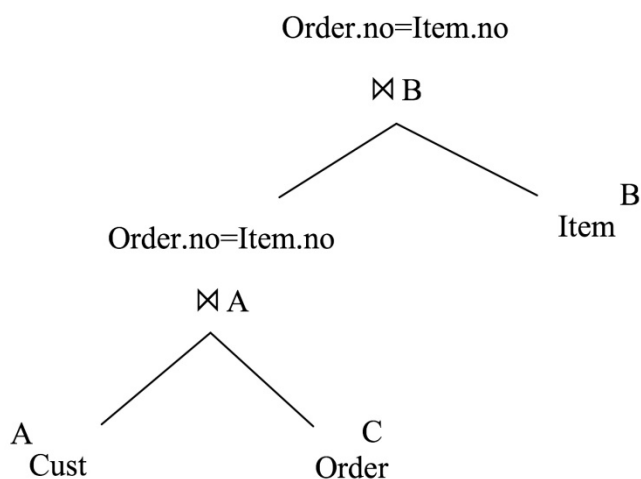 Order.no=Item.no
⋈ B
B
Item
Order.no=Item.no
⋈ A
A
Cust
C
Order